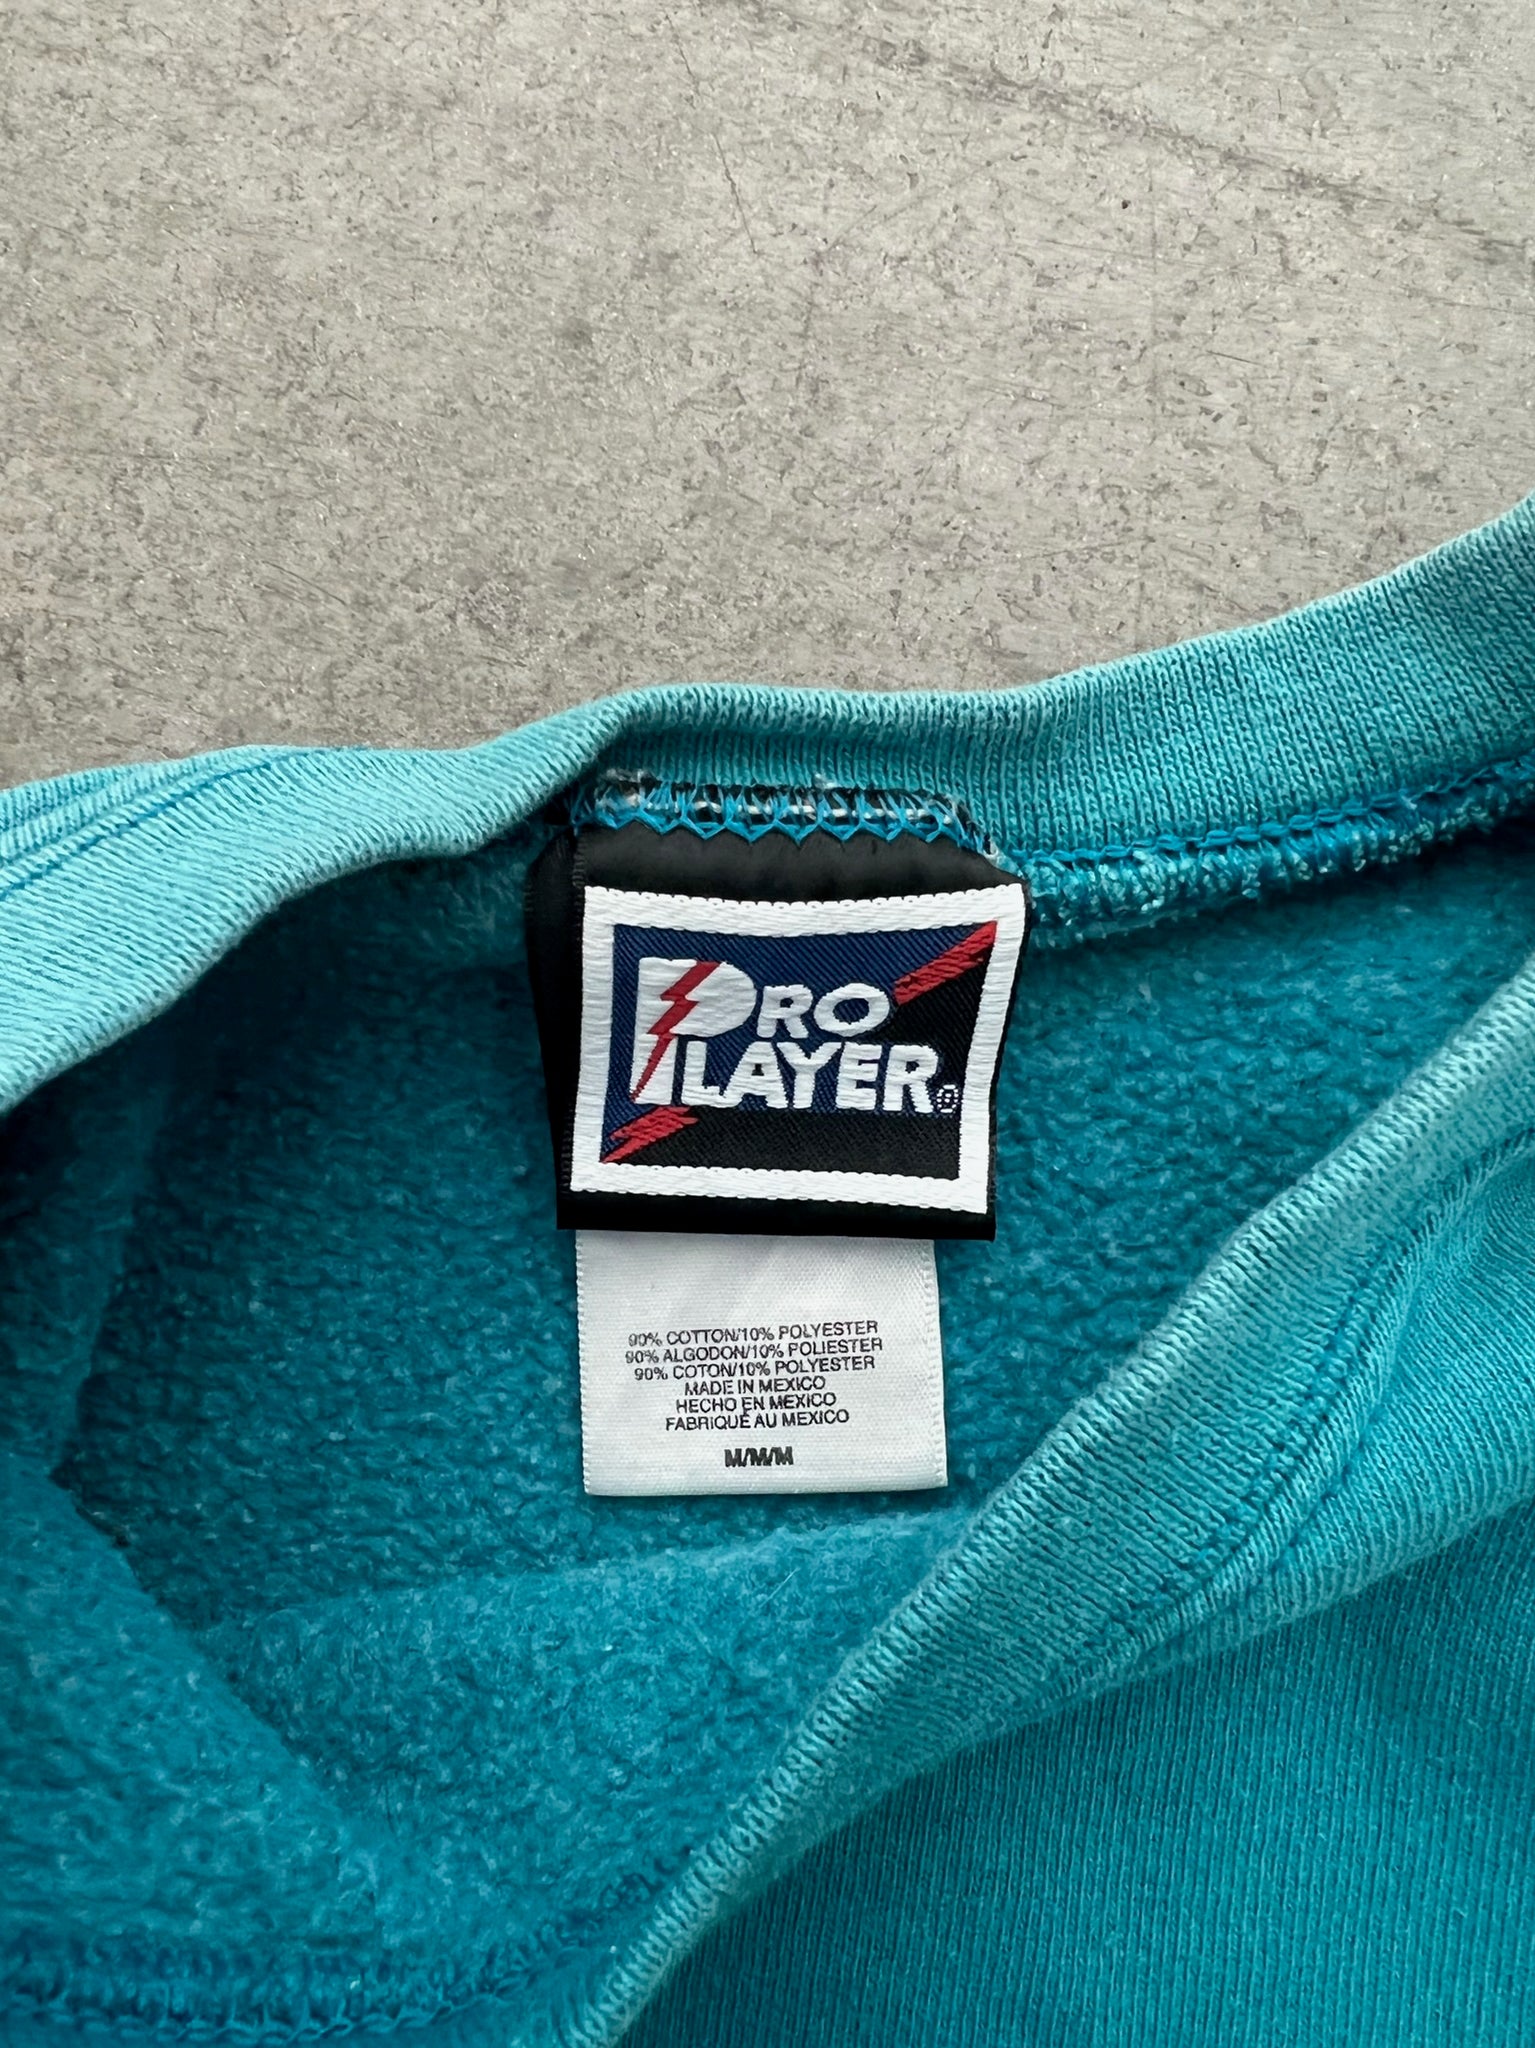 PRO
PLAYER®
90% COTTON/10% POLYESTER
90% ALGODON/10% POLIESTER
90% COTON/10% POLYESTER
MADE IN MEXICO
HECHO EN MEXICO
FABRIQUÉ AU MEXICO
M/M/M